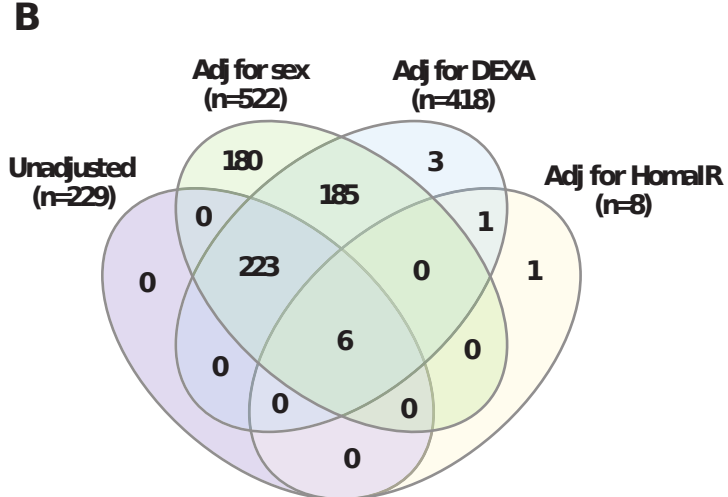 B
Adj for sex
(n=522)
Adj for DEXA
(n=418)
Unadjusted
(n=229)
Adj for HomaIR
(n=8)
180
3
185
0
1
223
0
1
0
6
0
0
0
0
0